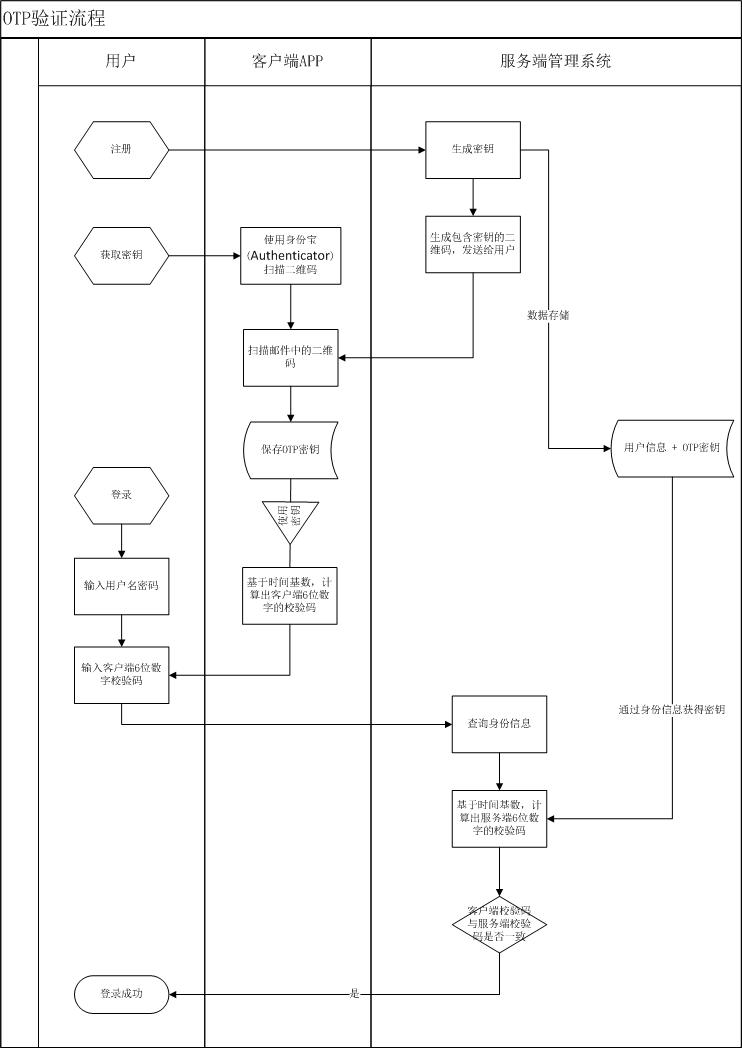 OTP验证流程
用户
客户端APP
服务端管理系统
注册
生成密钥
获取密钥
使用身份宝
(Authenticator)
扫描二维码
生成包含密钥的二
维码，发送给用户
数据存储
扫描邮件中的二维
码
保存OTP密钥
用户信息 + OTP密钥
登录
使用
密钥
输入用户名密码
基于时间基数，计
算出客户端6位数
字的校验码
输入客户端6位数
字校验码
通过身份信息获得密钥
查询身份信息
基于时间基数，计
算出服务端6位数
字的校验码
客户端校验码
与服务端校验
码是否一致
是
登录成功